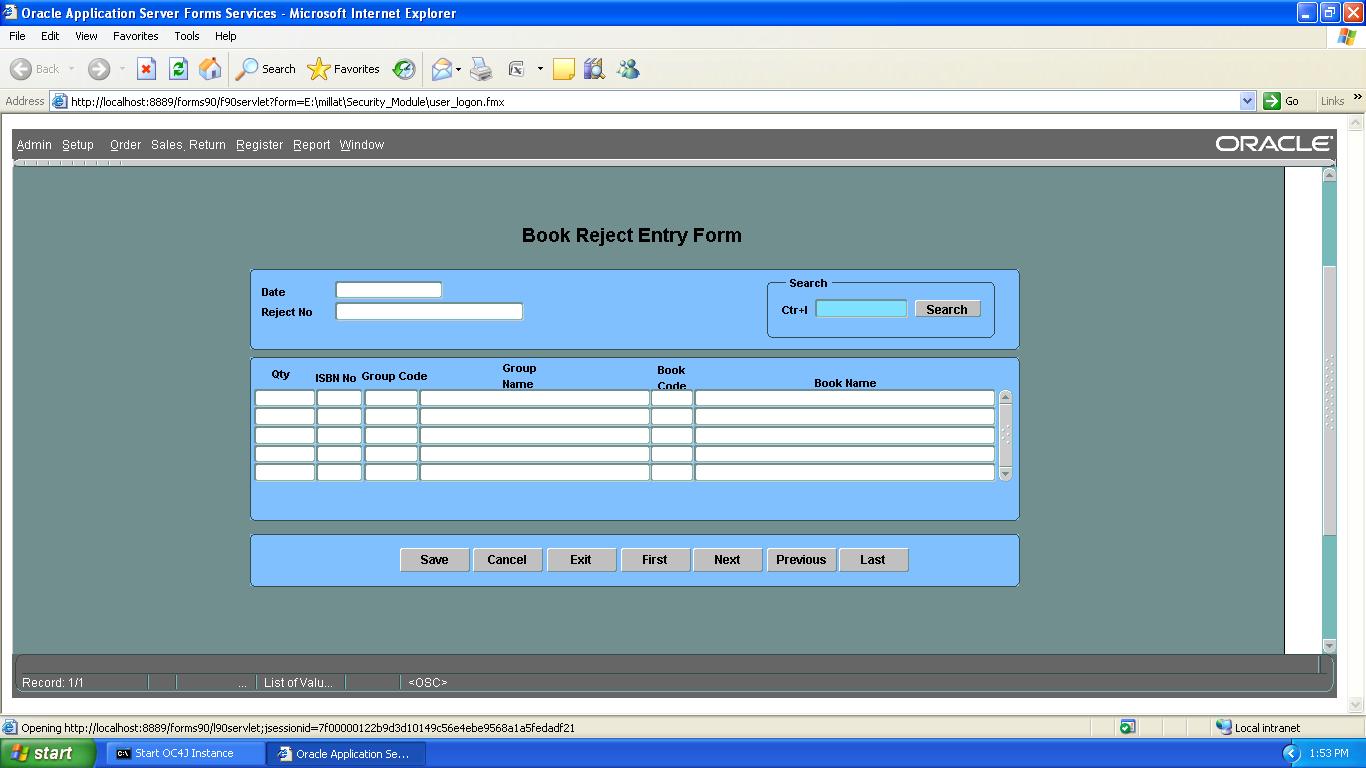 Oracle Application Server Forms Services - Microsoft Internet Explorer
File Edit View Favorites Tools Help
Back Search Favorites
Address http://localhost:8889/forms90/f90servlet?form=E:\millat\Security_Module\user_logon.fmx Go Links »
Admin Setup Order Sales, Return Register Report Window ORACLE
Book Reject Entry Form
Date
Reject No
Search
Ctr+I Search
Qty ISBN No Group Code Group Name Book Code Book Name
Save Cancel Exit First Next Previous Last
Record: 1/1 ... List of Valu... <OSC>
Opening http://localhost:8889/forms90/l90servlet;jsessionid=7f00000122b9d3d10149c56e4ebe9568a1a5fedadf21 Local intranet
start Start OC4J Instance Oracle Application Se... 1:53 PM